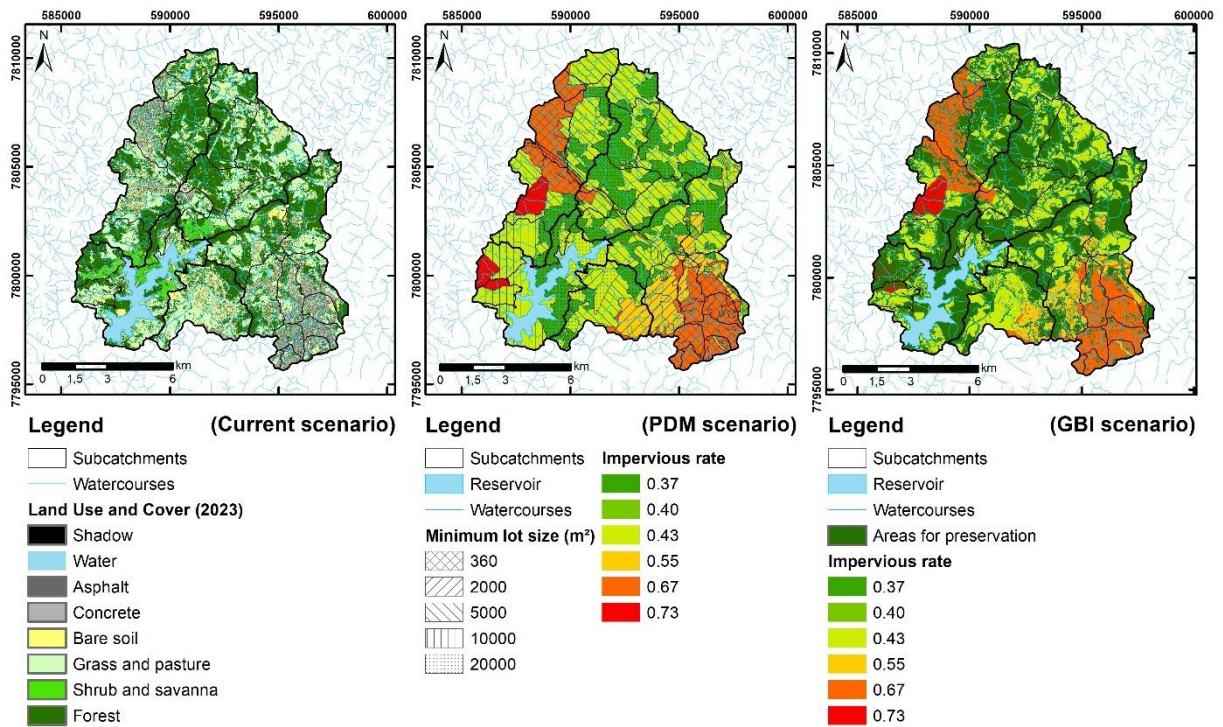 585000 590000 595000 600000
N
7810000
7805000
7800000
7795000
0 1,5 3 6 km
Legend (Current scenario)
Subcatchments
Watercourses
Land Use and Cover (2023)
Shadow
Water
Asphalt
Concrete
Bare soil
Grass and pasture
Shrub and savanna
Forest
585000 590000 595000 600000
N
7810000
7805000
7800000
7795000
0 1,5 3 6 km
Legend (PDM scenario)
Subcatchments
Reservoir
Watercourses
Minimum lot size (m²)
360
2000
5000
10000
20000
Impervious rate
0.37
0.40
0.43
0.55
0.67
0.73
585000 590000 595000 600000
N
7810000
7805000
7800000
7795000
0 1,5 3 6 km
Legend (GBI scenario)
Subcatchments
Reservoir
Watercourses
Areas for preservation
Impervious rate
0.37
0.40
0.43
0.55
0.67
0.73